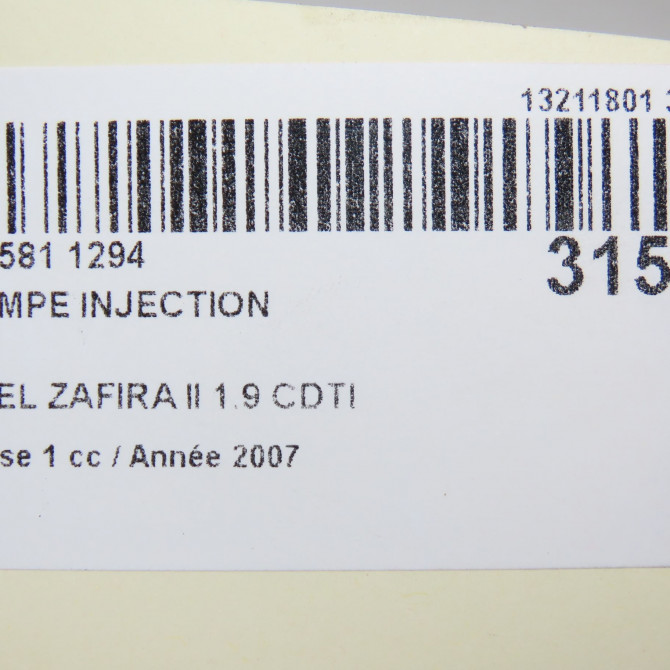 13211801 3
581 1294
315
MPE INJECTION
EL ZAFIRA II 1.9 CDTI
se 1 cc / Année 2007